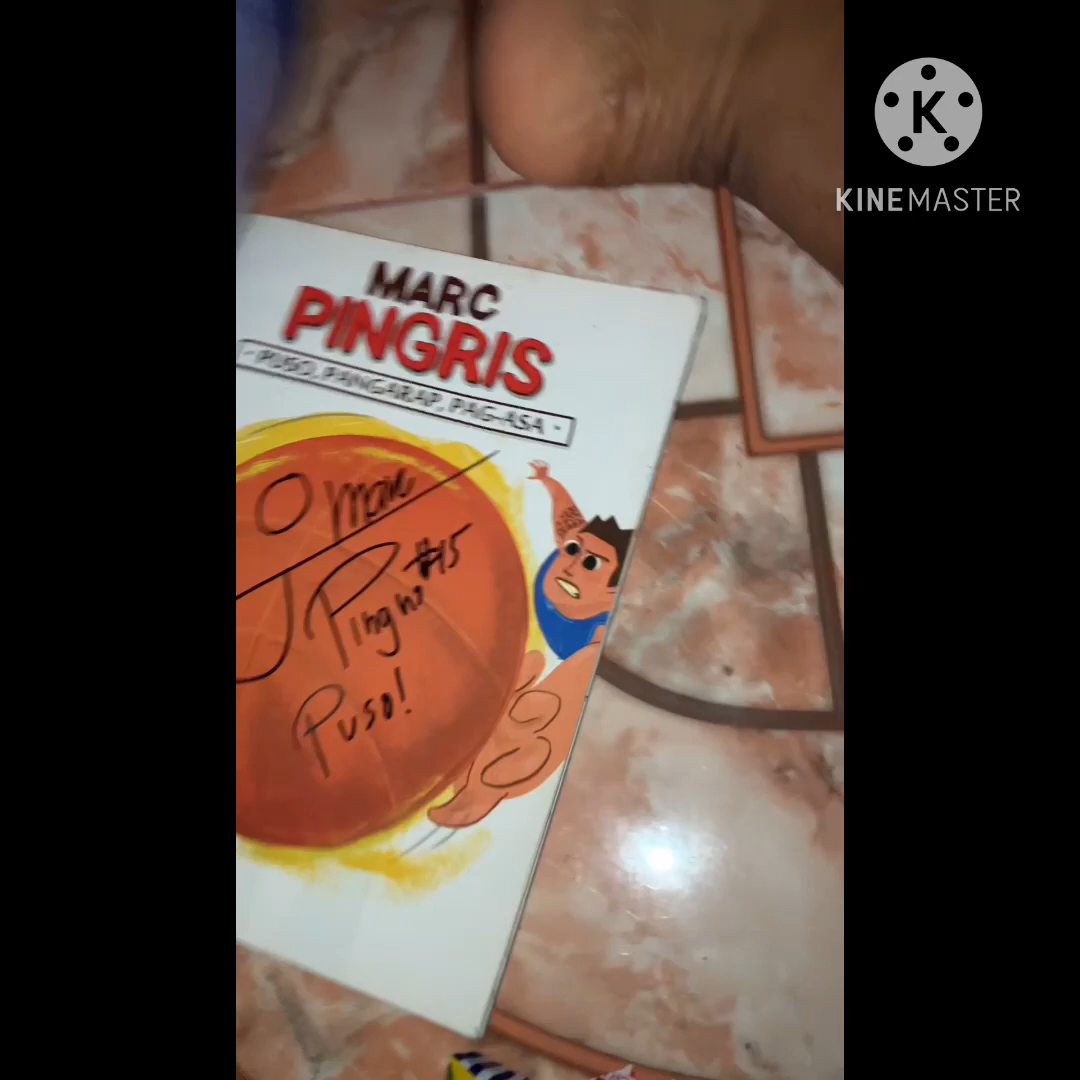 K
KINEMASTER
MARC
PINGRIS
- PUSO, PANGARAP, PAG-ASA -
Marc
Pingris #15
Puso!